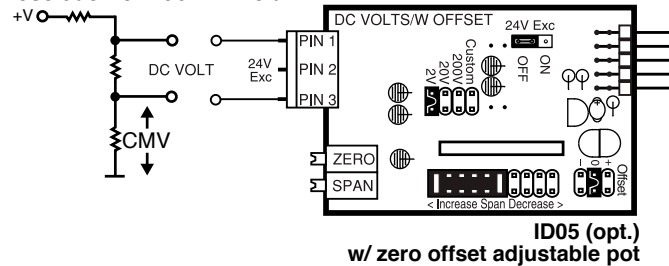 +V
DC VOLTS/W OFFSET
24V Exc
PIN 1
24V
Exc
PIN 2
DC VOLT
PIN 3
CMV
Custom
200V
20V
2V
OFF
ON
ZERO
SPAN
< Increase Span Decrease >
– 0 +
Offset
ID05 (opt.)
w/ zero offset adjustable pot